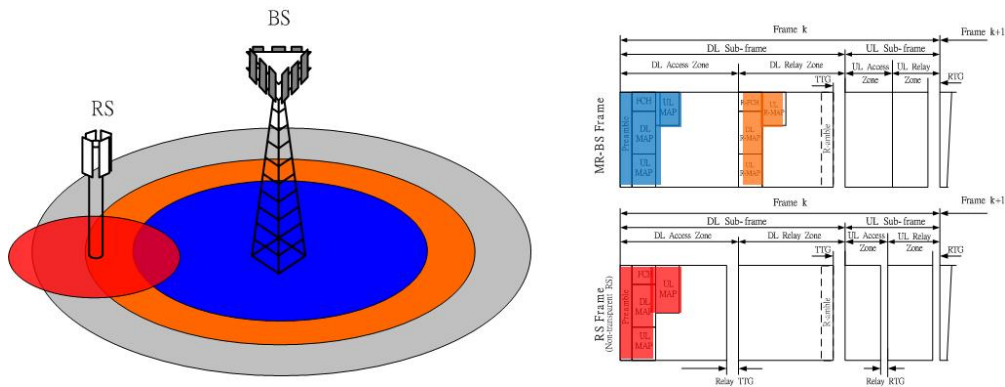 BS
RS
Frame k
Frame k+1
DL Sub-frame
UL Sub-frame
DL Access Zone
DL Relay Zone
UL Access
Zone
UL Relay
Zone
TTG
RTG
MR-BS Frame
Preamble
FCH
DL
MAP
UL
MAP
UL
MAP
R-FCH
DL
R-MAP
UL
R-MAP
UL
R-MAP
R-amble
Frame k
Frame k+1
DL Sub-frame
UL Sub-frame
DL Access Zone
DL Relay Zone
UL Access
Zone
UL Relay
Zone
TTG
RTG
RS Frame
(Non-transparent RS)
Preamble
FCH
DL
MAP
UL
MAP
UL
MAP
R-amble
Relay TTG
Relay RTG